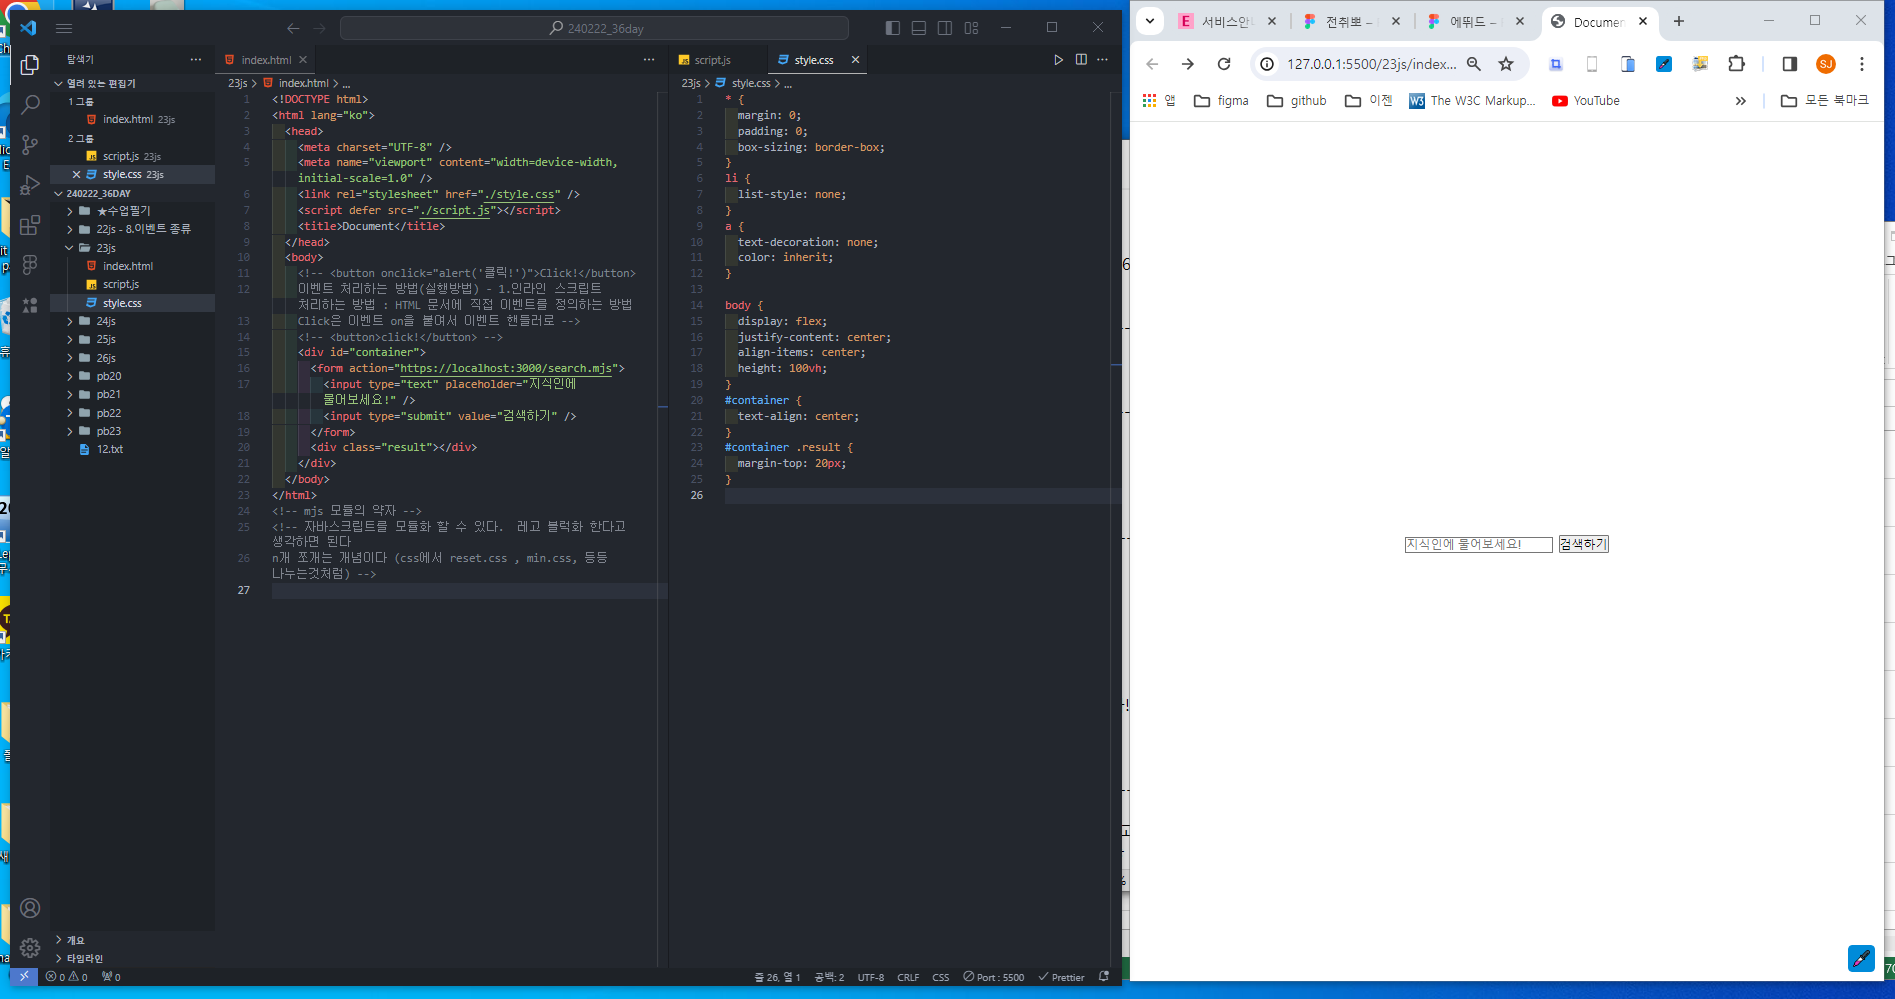 240222_36day
탐색기
열려 있는 편집기
1 그룹
index.html 23js
2 그룹
script.js 23js
style.css 23js
240222_36DAY
★수업필기
22js - 8.이벤트 종류
23js
index.html
script.js
style.css
24js
25js
26js
pb20
pb21
pb22
pb23
12.txt
개요
타임라인
index.html
23js > index.html > ...
1 <!DOCTYPE html>
2 <html lang="ko">
3 <head>
4 <meta charset="UTF-8" />
5 <meta name="viewport" content="width=device-width,
initial-scale=1.0" />
6 <link rel="stylesheet" href="./style.css" />
7 <script defer src="./script.js"></script>
8 <title>Document</title>
9 </head>
10 <body>
11 <!-- <button onclick="alert('클릭!')">Click!</button>
12 이벤트 처리하는 방법(실행방법) - 1.인라인 스크립트
처리하는 방법 : HTML 문서에 직접 이벤트를 정의하는 방법
13 Click은 이벤트 on을 붙여서 이벤트 핸들러로 -->
14 <!-- <button>click!</button> -->
15 <div id="container">
16 <form action="https://localhost:3000/search.mjs">
17 <input type="text" placeholder="지식인에
물어보세요!" />
18 <input type="submit" value="검색하기" />
19 </form>
20 <div class="result"></div>
21 </div>
22 </body>
23 </html>
24 <!-- mjs 모듈의 약자 -->
25 <!-- 자바스크립트를 모듈화 할 수 있다. 레고 블럭화 한다고
생각하면 된다
26 n개 쪼개는 개념이다 (css에서 reset.css , min.css, 등등
나누는것처럼) -->
27
script.js
style.css
23js > style.css > ...
1 * {
2 margin: 0;
3 padding: 0;
4 box-sizing: border-box;
5 }
6 li {
7 list-style: none;
8 }
9 a {
10 text-decoration: none;
11 color: inherit;
12 }
13
14 body {
15 display: flex;
16 justify-content: center;
17 align-items: center;
18 height: 100vh;
19 }
20 #container {
21 text-align: center;
22 }
23 #container .result {
24 margin-top: 20px;
25 }
26
0 0 0
줄 26, 열 1 공백: 2 UTF-8 CRLF CSS Port : 5500 Prettier
서비스안
전취뽀 –
에뛰드 –
Documen
127.0.0.1:5500/23js/index...
SJ
앱 figma github 이젠 The W3C Markup... YouTube » 모든 북마크
지식인에 물어보세요! 검색하기